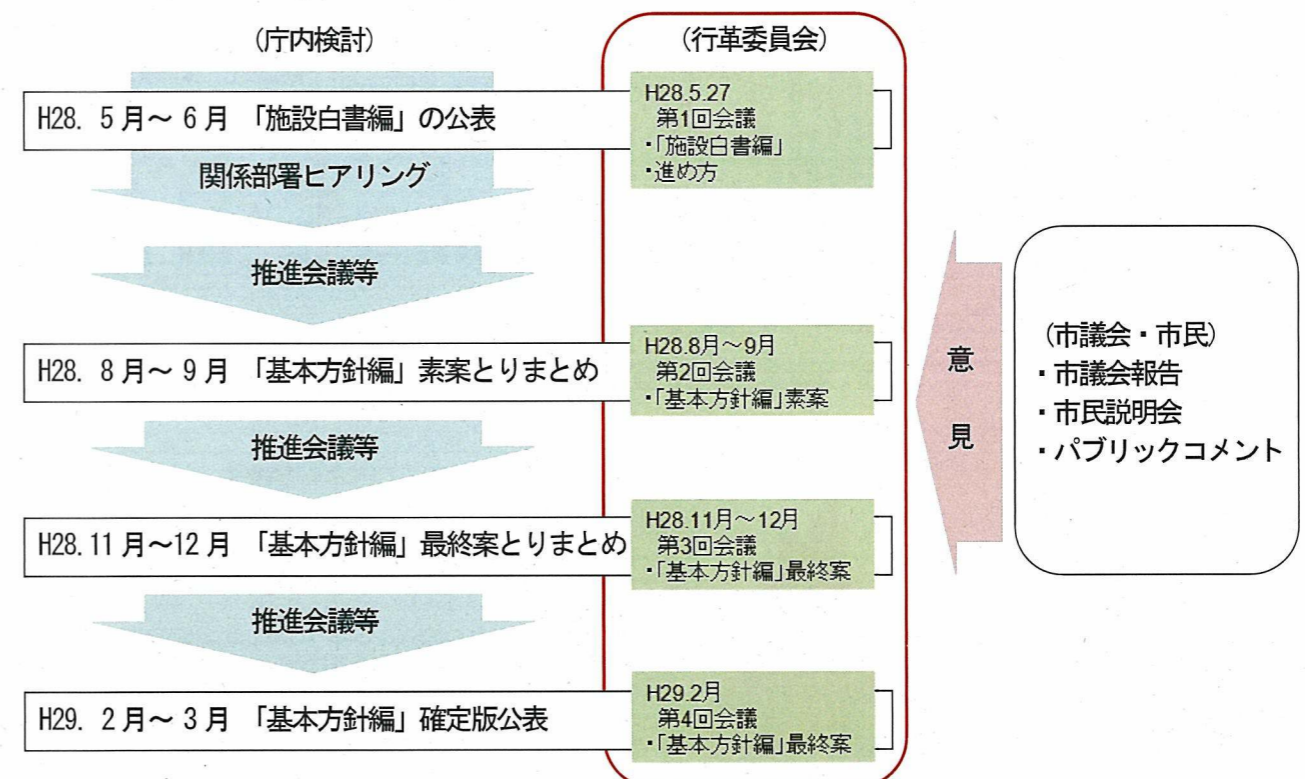 (庁内検討)
H28. 5月～ 6月 「施設白書編」の公表
関係部署ヒアリング
推進会議等
H28. 8月～ 9月 「基本方針編」素案とりまとめ
推進会議等
H28. 11月～12月 「基本方針編」最終案とりまとめ
推進会議等
H29. 2月～ 3月 「基本方針編」確定版公表
(行革委員会)
H28.5.27
第1回会議
・「施設白書編」
・進め方
H28.8月～9月
第2回会議
・「基本方針編」素案
H28.11月～12月
第3回会議
・「基本方針編」最終案
H29.2月
第4回会議
・「基本方針編」最終案
意
見
(市議会・市民)
・市議会報告
・市民説明会
・パブリックコメント